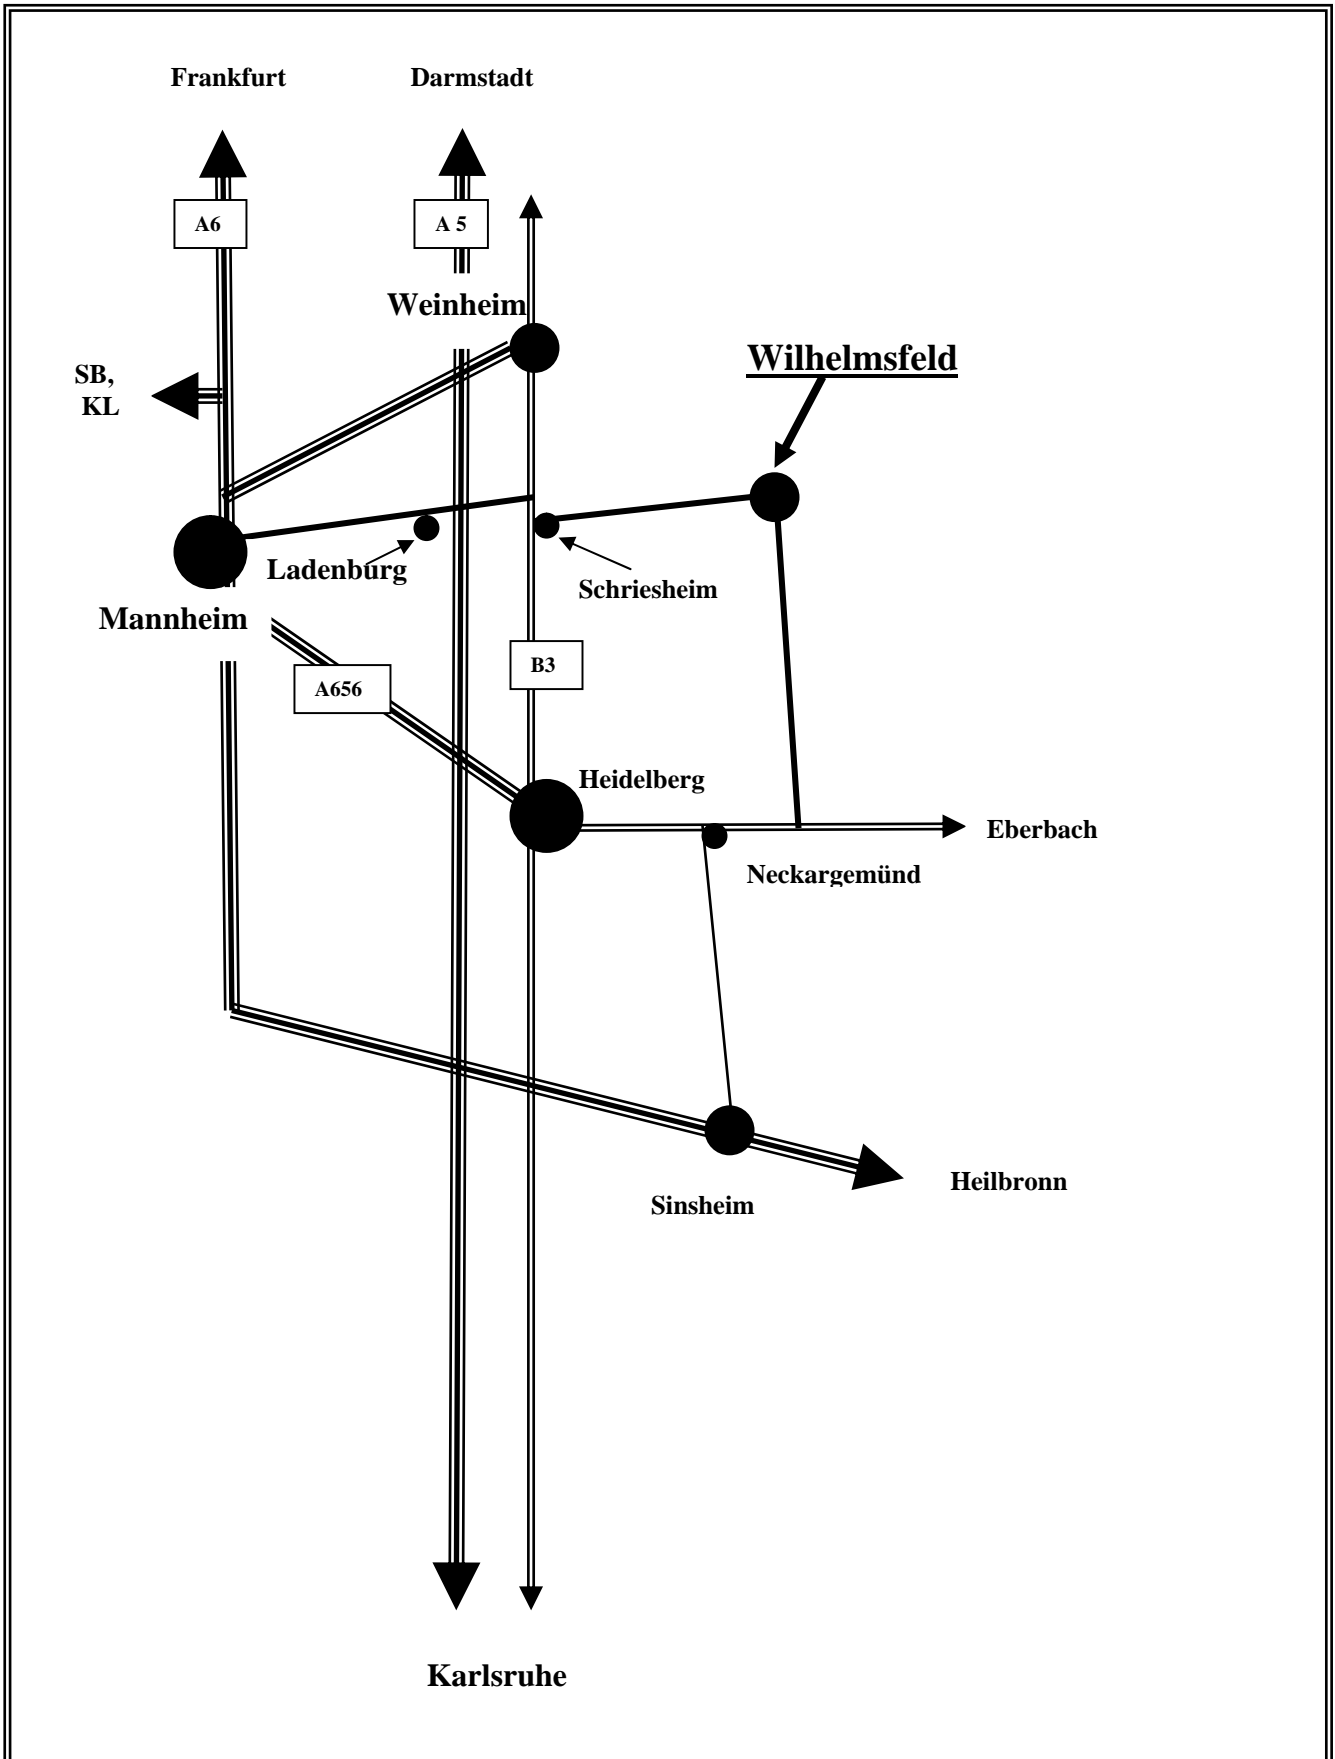 Frankfurt
Darmstadt
A6
A 5
Weinheim
Wilhelmsfeld
SB,
KL
Ladenburg
Schriesheim
Mannheim
B3
A656
Heidelberg
Eberbach
Neckargemünd
Heilbronn
Sinsheim
Karlsruhe